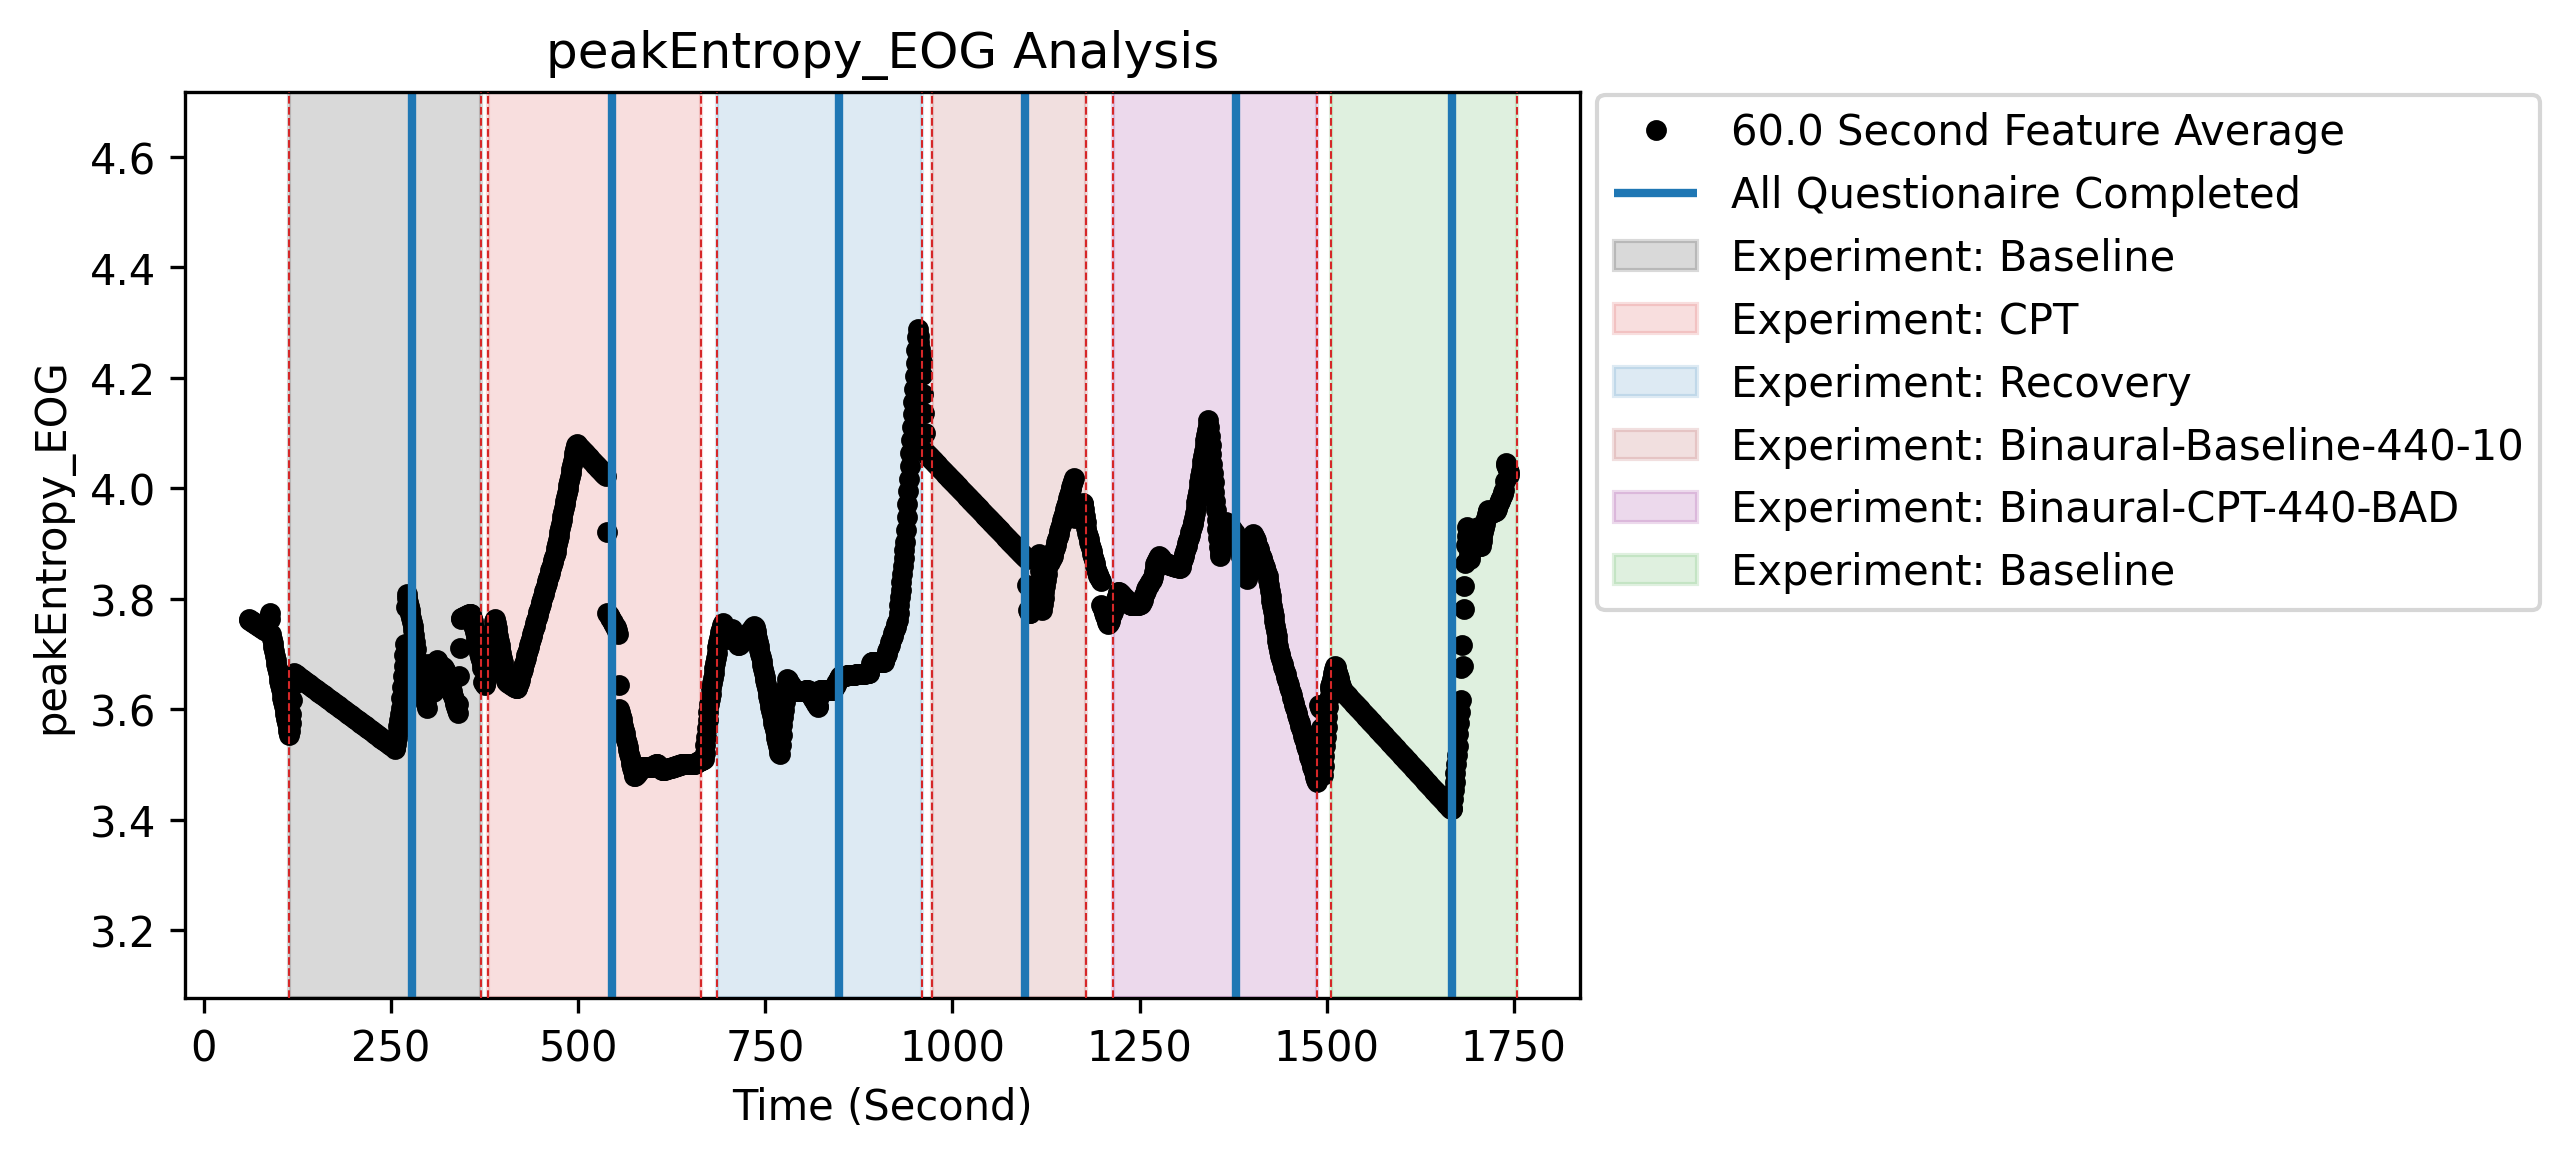 peakEntropy_EOG Analysis
4.6
4.4
4.2
4.0
3.8
3.6
3.4
3.2
peakEntropy_EOG
0 250 500 750 1000 1250 1500 1750
Time (Second)
60.0 Second Feature Average
All Questionaire Completed
Experiment: Baseline
Experiment: CPT
Experiment: Recovery
Experiment: Binaural-Baseline-440-10
Experiment: Binaural-CPT-440-BAD
Experiment: Baseline